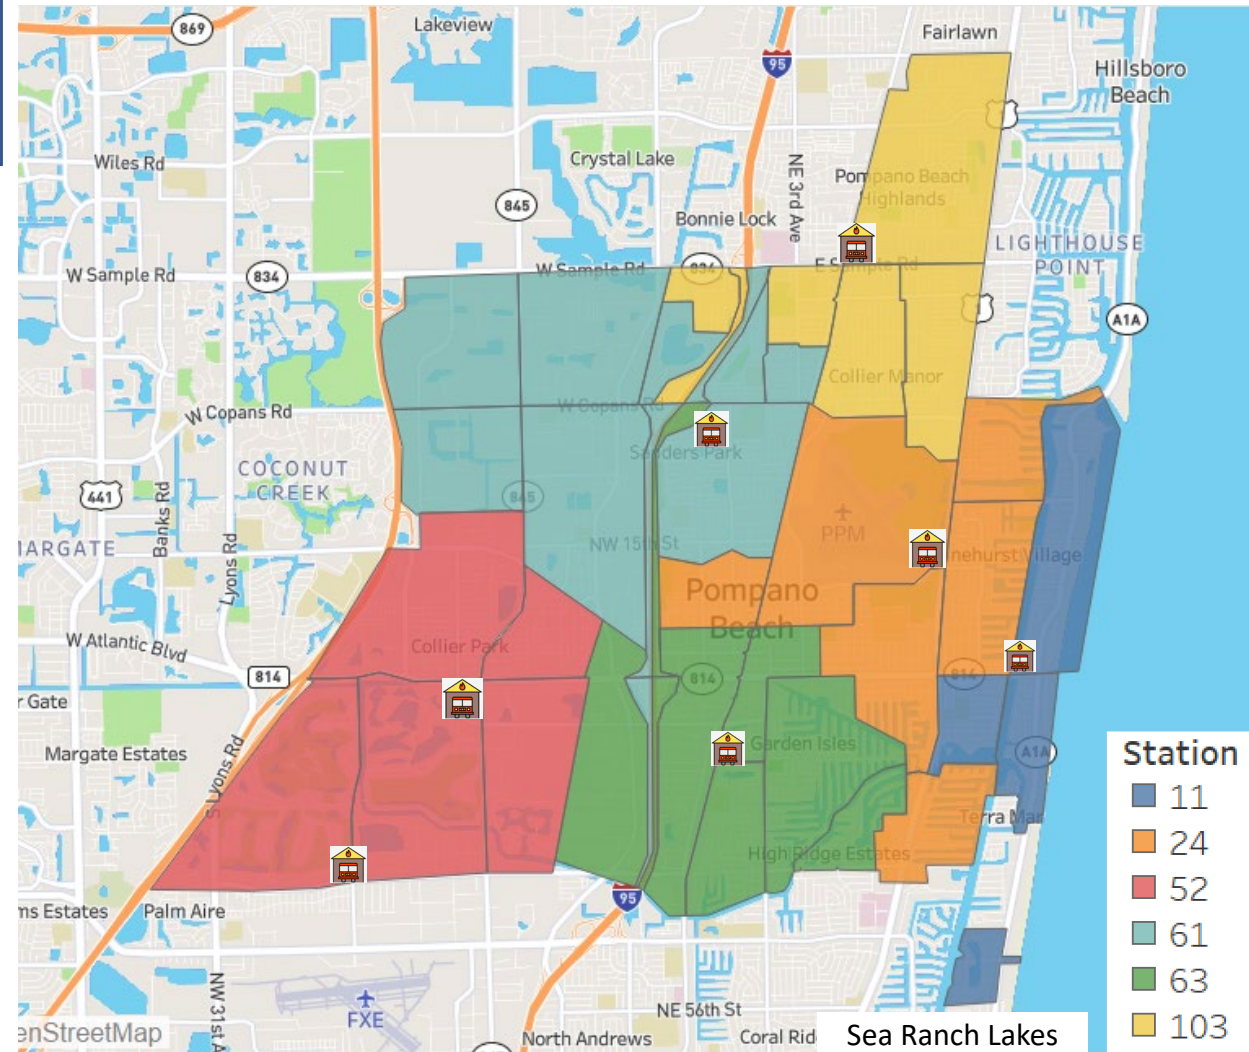 869
Lakeview
Fairlawn
95
Hillsboro
Beach
Wiles Rd
Crystal Lake
NE 3rd Ave
Pompano Beach
Highlands
845
Bonnie Lock
LIGHTHOUSE
POINT
W Sample Rd
834
W Sample Rd
834
E Sample Rd
A1A
Collier Manor
W Copans Rd
W Copans Rd
Sanders Park
COCONUT
CREEK
441
Banks Rd
845
PPM
NW 15th St
ARGATE
Lyons Rd
nehurst Village
Pompano
Beach
W Atlantic Blvd
Collier Park
814
814
814
r Gate
Margate Estates
S Lyons Rd
Garden Isles
A1A
Terra Mar
High Ridge Estates
95
ms Estates
Palm Aire
NW 31st A
FXE
NE 56th St
enStreetMap
North Andrews
Coral Rid
Sea Ranch Lakes
Station
11
24
52
61
63
103